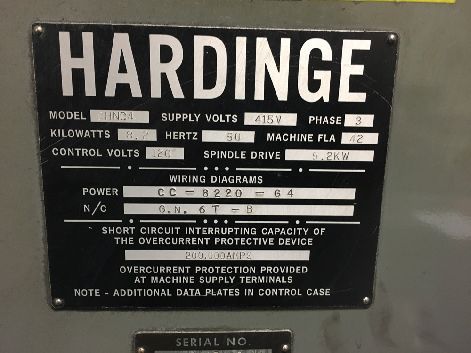 HARDINGE
MODEL HNC4 SUPPLY VOLTS 415V PHASE 3
KILOWATTS 8.7 HERTZ 50 MACHINE FLA 42
CONTROL VOLTS 120 SPINDLE DRIVE 5.2KW
WIRING DIAGRAMS
POWER CC-8220-G4
N/C G.N. 6T-B
SHORT CIRCUIT INTERRUPTING CAPACITY OF
THE OVERCURRENT PROTECTIVE DEVICE
200,000AMPS
OVERCURRENT PROTECTION PROVIDED
AT MACHINE SUPPLY TERMINALS
NOTE - ADDITIONAL DATA PLATES IN CONTROL CASE
SERIAL NO.